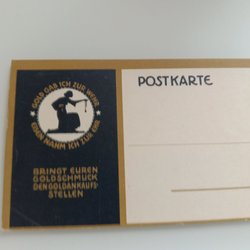 GOLD GAB ICH ZUR WEHR
EISEN NAHM ICH ZUR EHR
BRINGT EUREN
GOLDSCHMUCK
DEN GOLDANKAUFS-
STELLEN
POSTKARTE